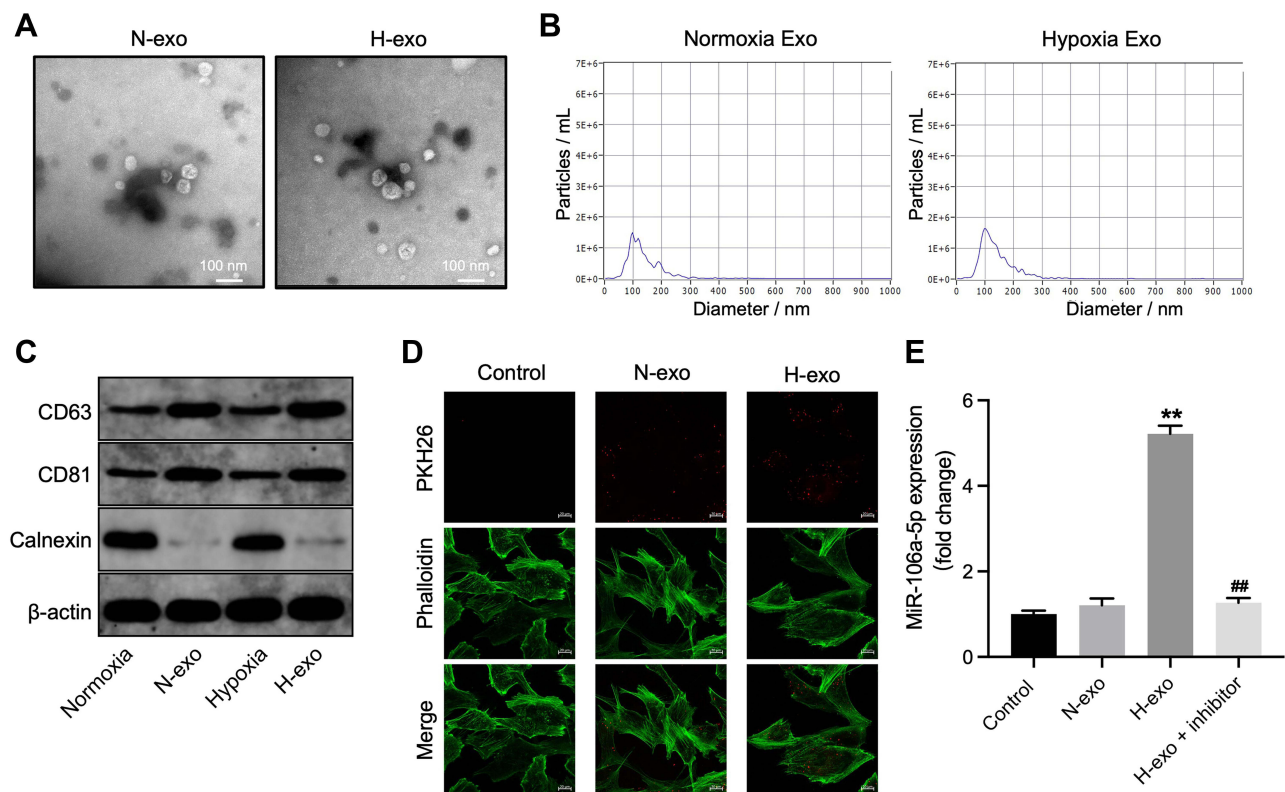 A
N-exo
H-exo
100 nm
100 nm
B
Normoxia Exo
Hypoxia Exo
Particles / mL
7E+6
6E+6
5E+6
4E+6
3E+6
2E+6
1E+6
0E+0
0 100 200 300 400 500 600 700 800 900 1000
Diameter / nm
Particles / mL
7E+6
6E+6
5E+6
4E+6
3E+6
2E+6
1E+6
0E+0
0 100 200 300 400 500 600 700 800 900 1000
Diameter / nm
C
CD63
CD81
Calnexin
β-actin
Normoxia
N-exo
Hypoxia
H-exo
D
Control
N-exo
H-exo
PKH26
Phalloidin
Merge
E
MiR-106a-5p expression
(fold change)
6
4
2
0
**
##
Control
N-exo
H-exo
H-exo + inhibitor